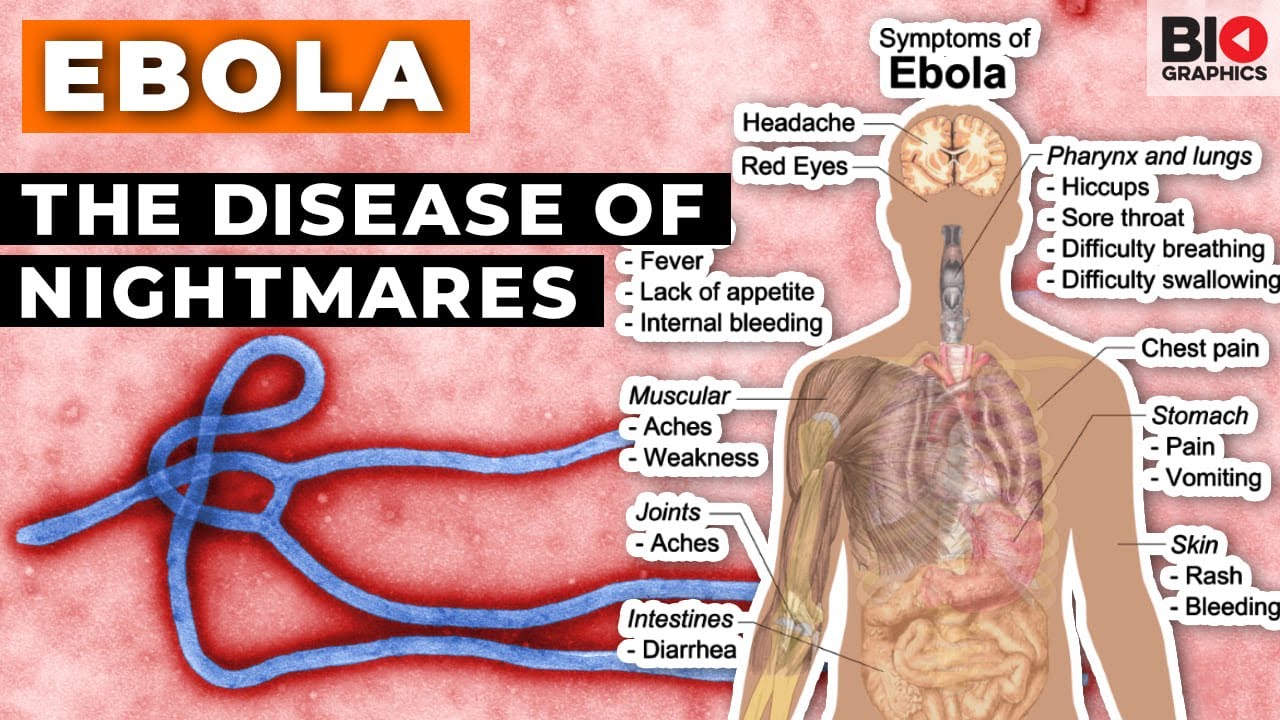 EBOLA
THE DISEASE OF
NIGHTMARES
BIO
GRAPHICS
Symptoms of
Ebola
Headache
Red Eyes
- Fever
- Lack of appetite
- Internal bleeding
Muscular
- Aches
- Weakness
Joints
- Aches
Intestines
- Diarrhea
Pharynx and lungs
- Hiccups
- Sore throat
- Difficulty breathing
- Difficulty swallowing
Chest pain
Stomach
- Pain
- Vomiting
Skin
- Rash
- Bleeding